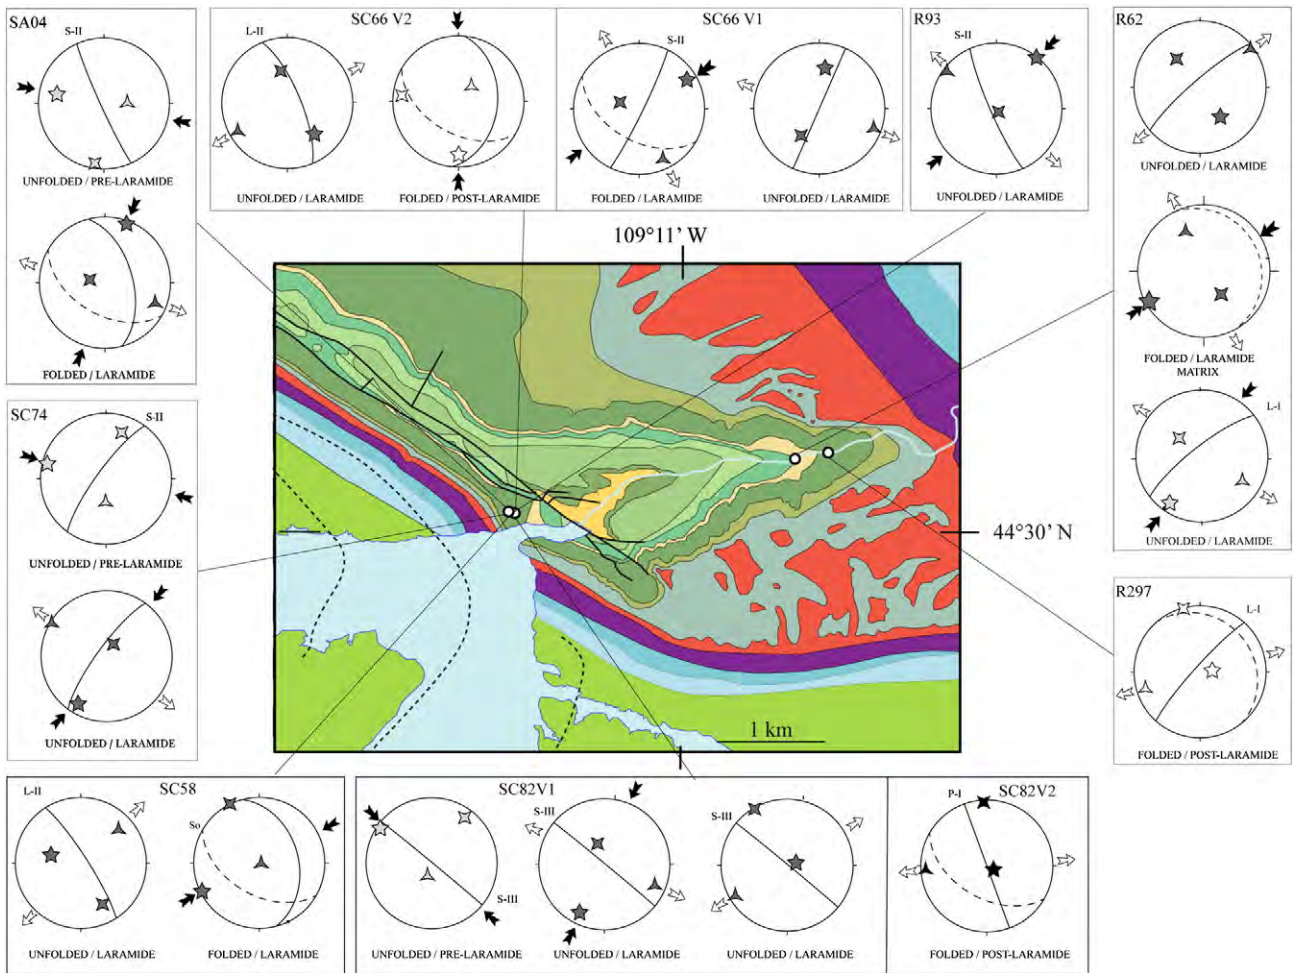 SA04
S-II
UNFOLDED / PRE-LARAMIDE
FOLDED / LARAMIDE
SC66 V2
L-II
UNFOLDED / LARAMIDE
FOLDED / POST-LARAMIDE
SC66 V1
S-II
FOLDED / LARAMIDE
UNFOLDED / LARAMIDE
R93
S-II
UNFOLDED / LARAMIDE
R62
UNFOLDED / LARAMIDE
FOLDED / LARAMIDE
MATRIX
L-I
UNFOLDED / LARAMIDE
109°11' W
44°30' N
1 km
SC74
S-II
UNFOLDED / PRE-LARAMIDE
UNFOLDED / LARAMIDE
R297
L-I
FOLDED / POST-LARAMIDE
SC58
L-II
So
UNFOLDED / LARAMIDE
FOLDED / LARAMIDE
SC82V1
S-III
UNFOLDED / PRE-LARAMIDE
S-II
UNFOLDED / LARAMIDE
S-III
UNFOLDED / LARAMIDE
SC82V2
P-I
FOLDED / POST-LARAMIDE